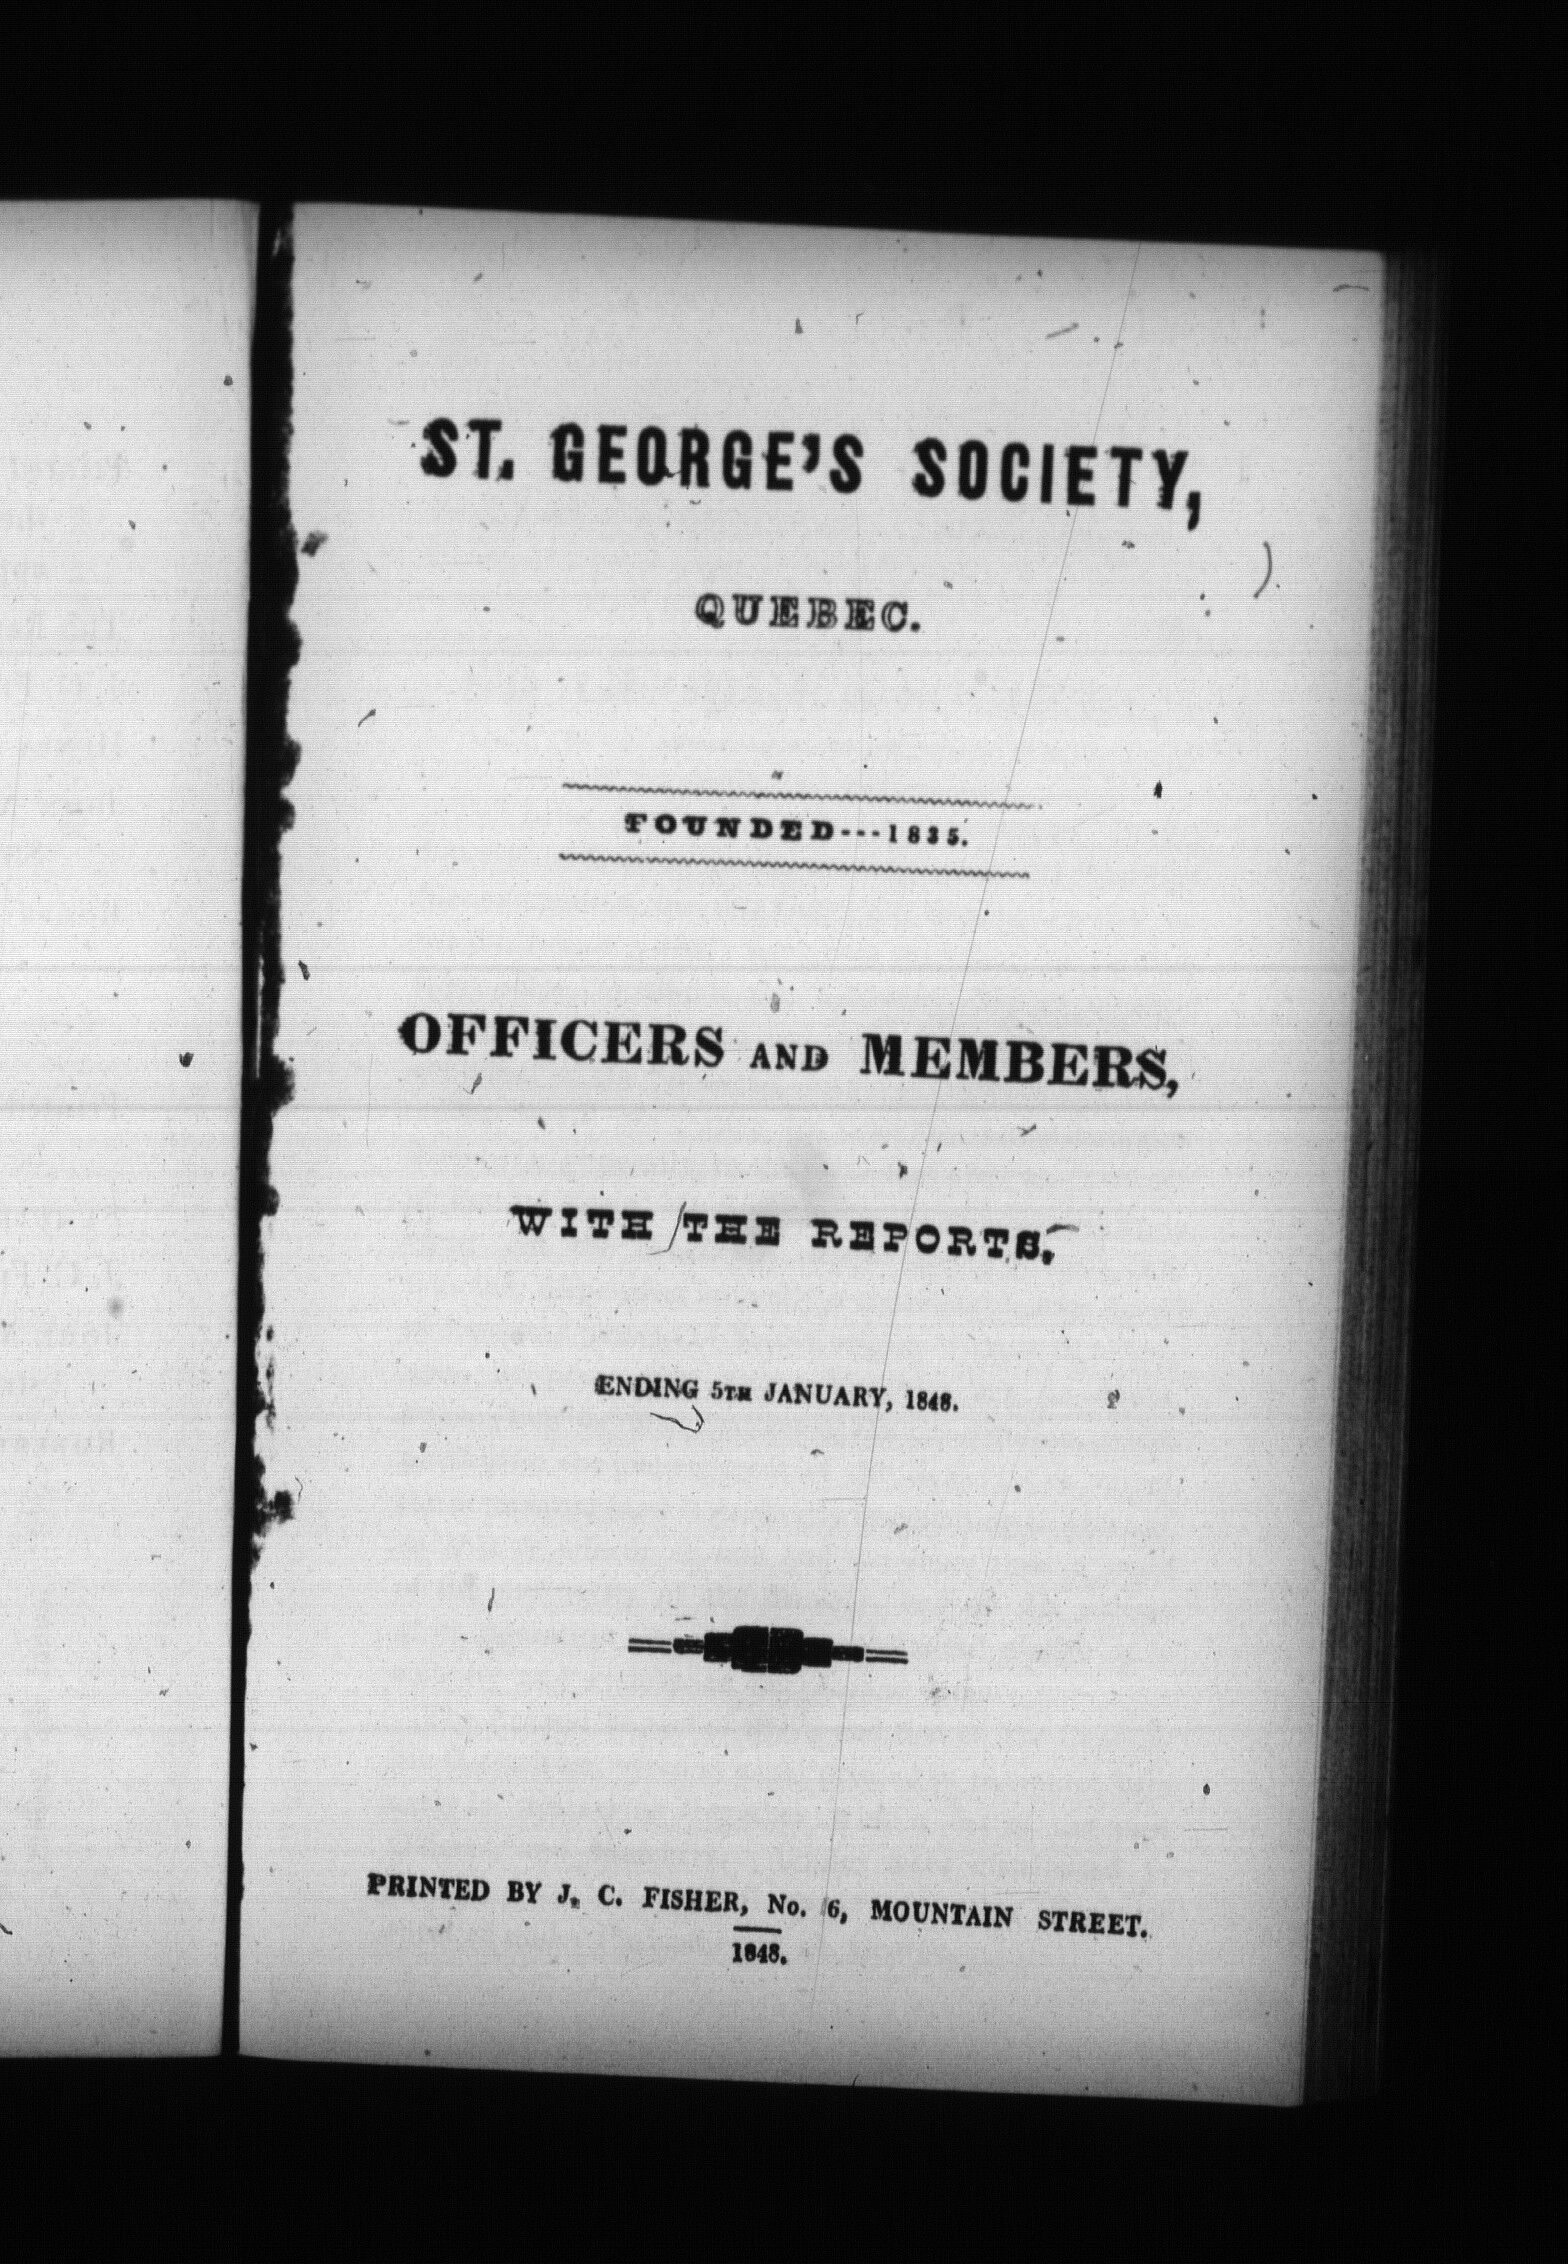 ST. GEORGE'S SOCIETY,
QUEBEC.
FOUNDED---1835.
OFFICERS AND MEMBERS,
WITH THE REPORTS.
ENDING 5TH JANUARY, 1848.
PRINTED BY J. C. FISHER, No. 6, MOUNTAIN STREET.
1848.